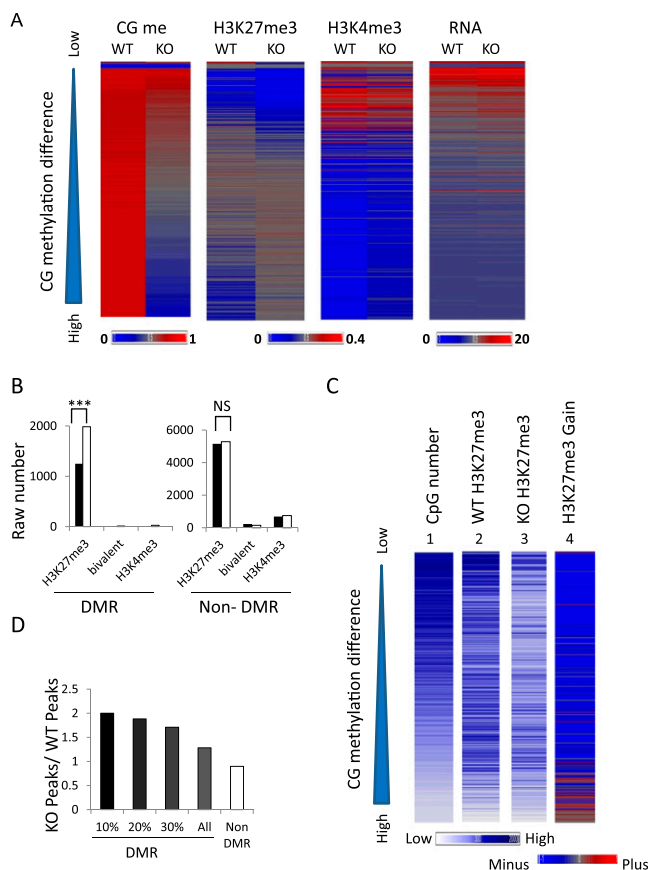 A
CG me
H3K27me3
H3K4me3
RNA
WT KO
WT KO
WT KO
WT KO
Low
CG methylation difference
High
0 1
0 0.4
0 20
B
***
NS
Raw number
2000
1000
0
6000
4000
2000
0
H3K27me3
bivalent
H3K4me3
H3K27me3
bivalent
H3K4me3
DMR
Non- DMR
C
CpG number
WT H3K27me3
KO H3K27me3
H3K27me3 Gain
1 2 3 4
Low
CG methylation difference
High
Low High
Minus Plus
D
KO Peaks/ WT Peaks
2.5
2
1.5
1
0.5
0
10% 20% 30% All Non
DMR
DMR